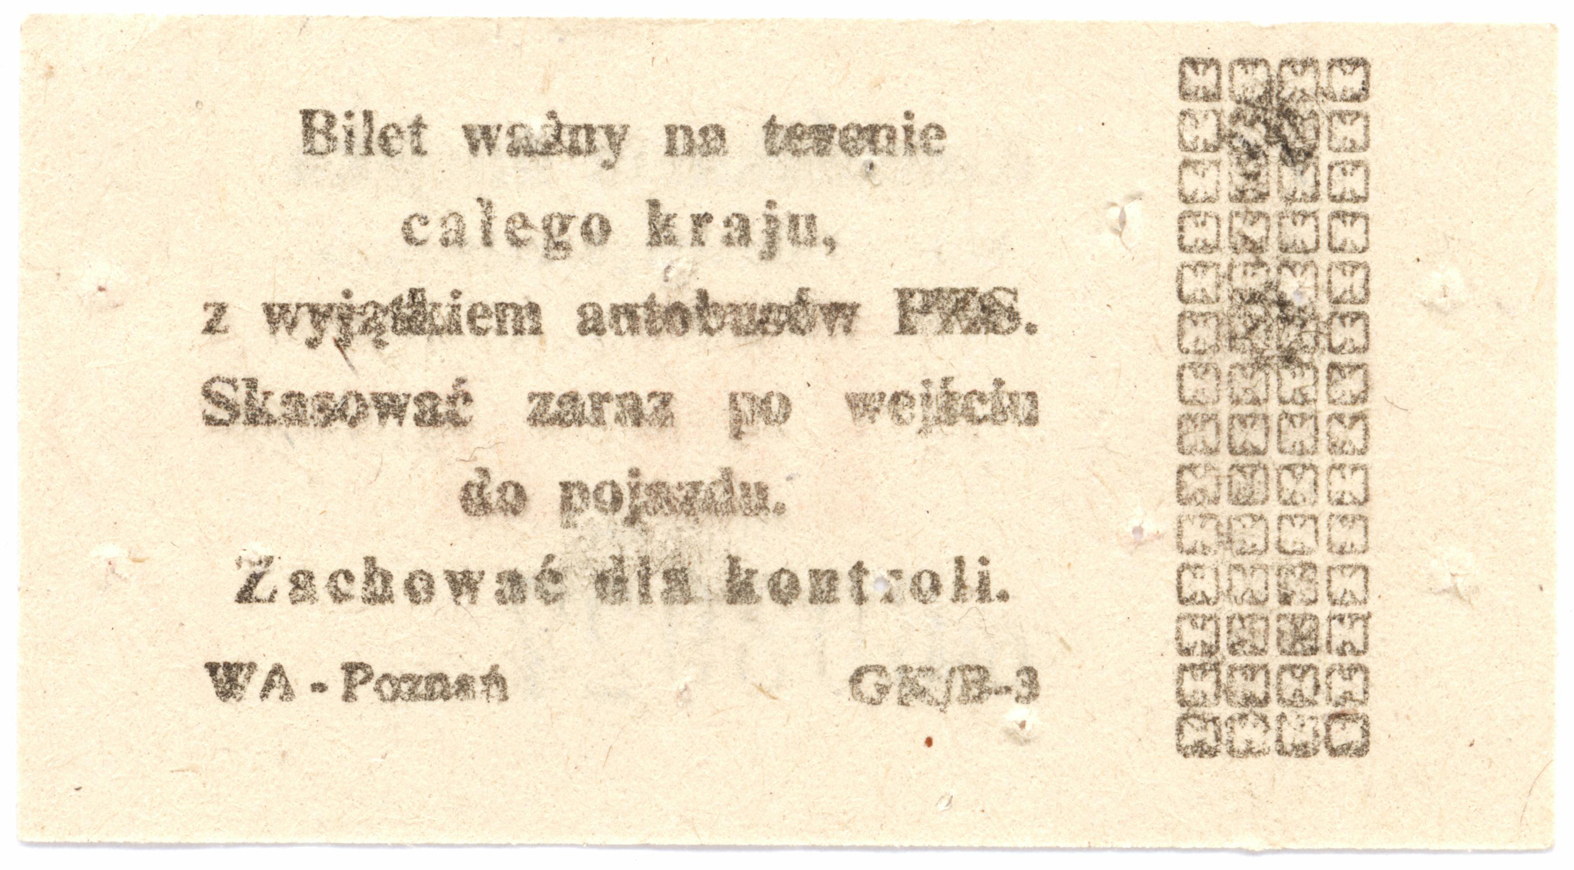 Bilet ważny na terenie
całego kraju,
z wyjątkiem autobusów PKS.
Skasować zaraz po wejściu
do pojazdu.
Zachować dla kontroli.
WA - Poznań GK/B-3